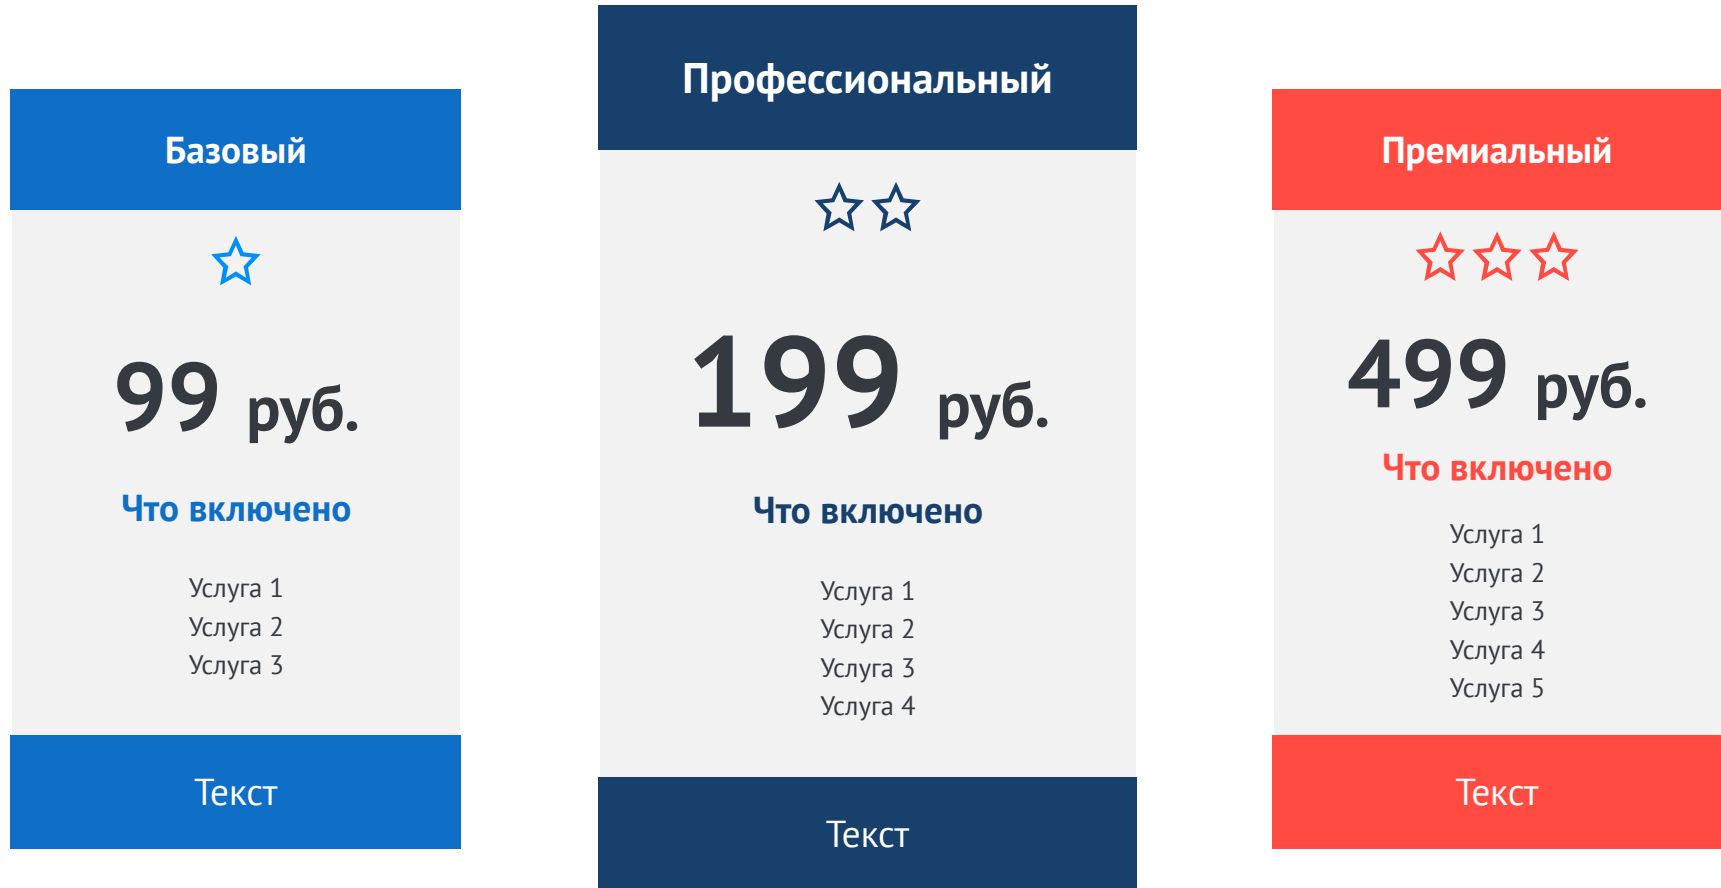 Базовый
99 руб.
Что включено
Услуга 1
Услуга 2
Услуга 3
Текст
Профессиональный
199 руб.
Что включено
Услуга 1
Услуга 2
Услуга 3
Услуга 4
Текст
Премиальный
499 руб.
Что включено
Услуга 1
Услуга 2
Услуга 3
Услуга 4
Услуга 5
Текст